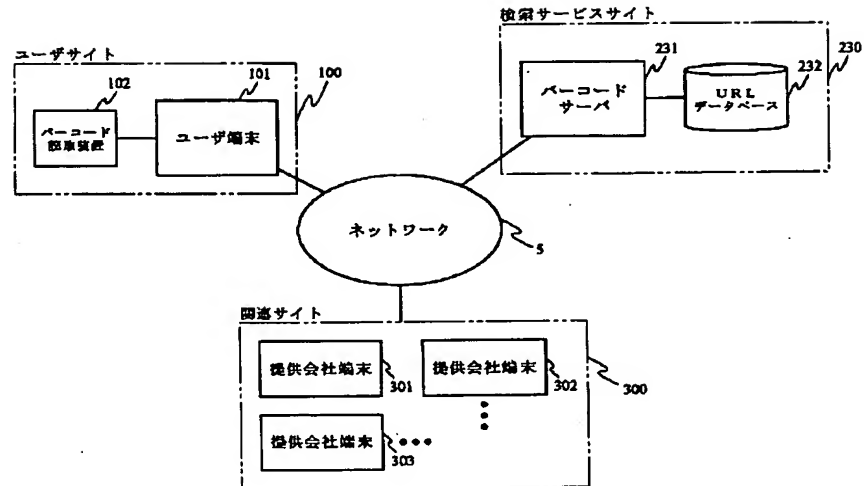 検索サービスサイト
ユーザサイト
231
230
232
101
102
100
バーコード
サーバ
URL
データベース
バーコード
読取装置
ユーザ端末
ネットワーク
5
関連サイト
提供会社端末
301
提供会社端末
302
300
提供会社端末
303